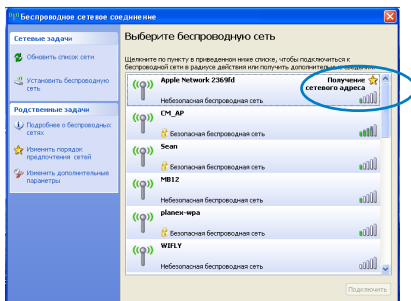 Беспроводное сетевое соединение
Сетевые задачи
Обновить список сети
Установить беспроводную
сеть
Родственные задачи
Подробнее о беспроводных
сетях
Изменить порядок
предпочтения сетей
Изменить дополнительные
параметры
Выберите беспроводную сеть
Щелкните по пункту в приведенном ниже списке, чтобы подключиться к
беспроводной сети в радиусе действия или получить дополнительные сведения.
Apple Network 2369fd
Получение
сетевого адреса
Небезопасная беспроводная сеть
CM_AP
Безопасная беспроводная сеть
Sean
Безопасная беспроводная сеть
MB12
Небезопасная беспроводная сеть
planex-wpa
Безопасная беспроводная сеть
WIFLY
Небезопасная беспроводная сеть
Подключить